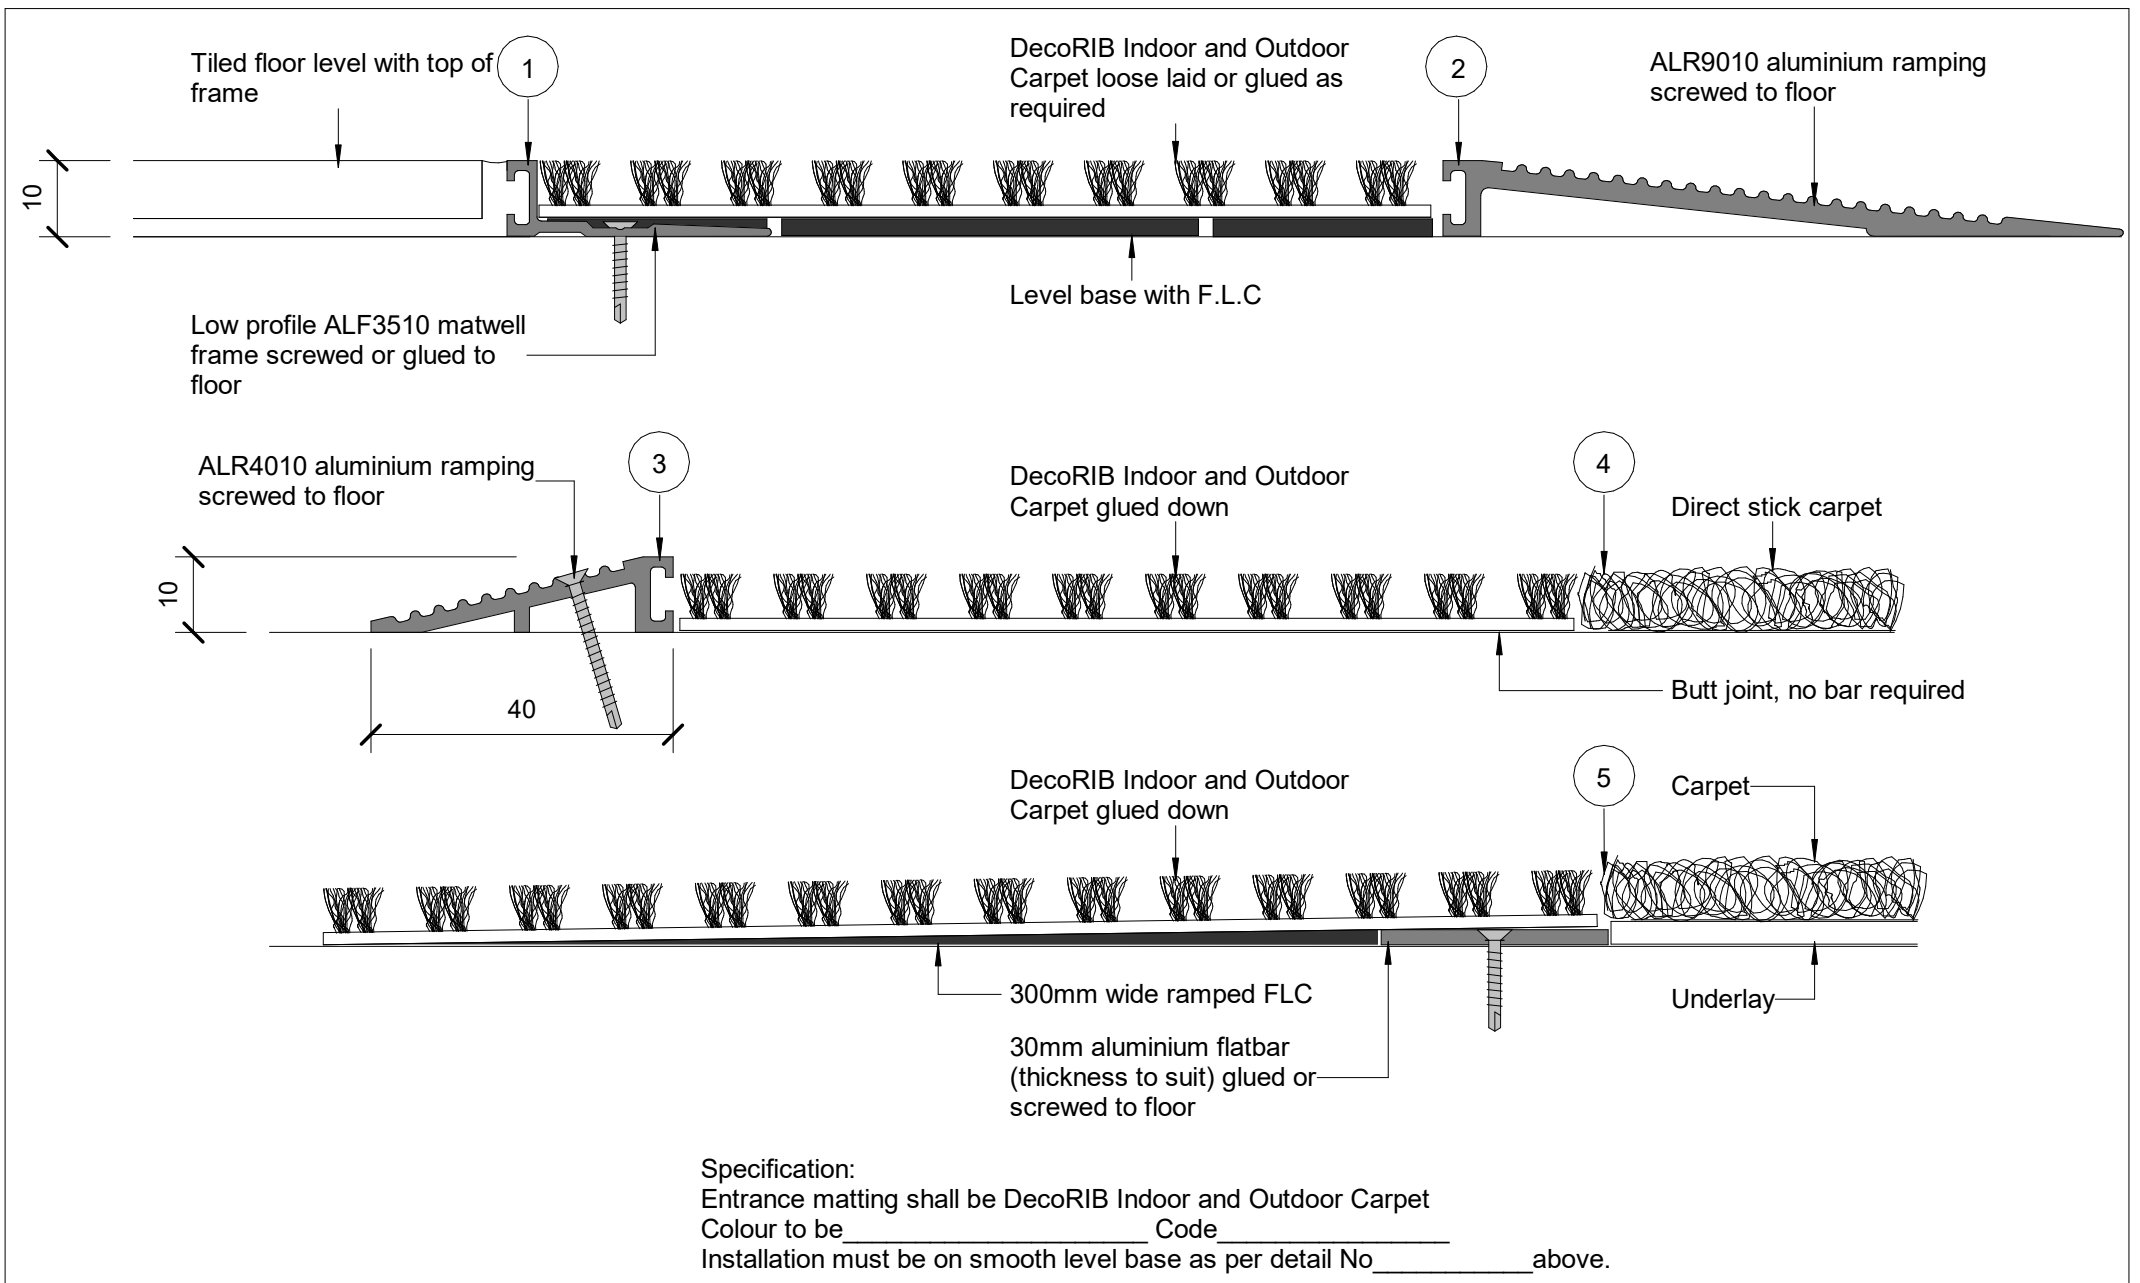 Tiled floor level with top of
frame
1
DecoRIB Indoor and Outdoor
Carpet loose laid or glued as
required
2
ALR9010 aluminium ramping
screwed to floor
10
Level base with F.L.C
Low profile ALF3510 matwell
frame screwed or glued to
floor
ALR4010 aluminium ramping
screwed to floor
3
DecoRIB Indoor and Outdoor
Carpet glued down
4
Direct stick carpet
10
40
Butt joint, no bar required
DecoRIB Indoor and Outdoor
Carpet glued down
5
Carpet
300mm wide ramped FLC
Underlay
30mm aluminium flatbar
(thickness to suit) glued or
screwed to floor
Specification:
Entrance matting shall be DecoRIB Indoor and Outdoor Carpet
Colour to be_____________________ Code________________
Installation must be on smooth level base as per detail No___________above.